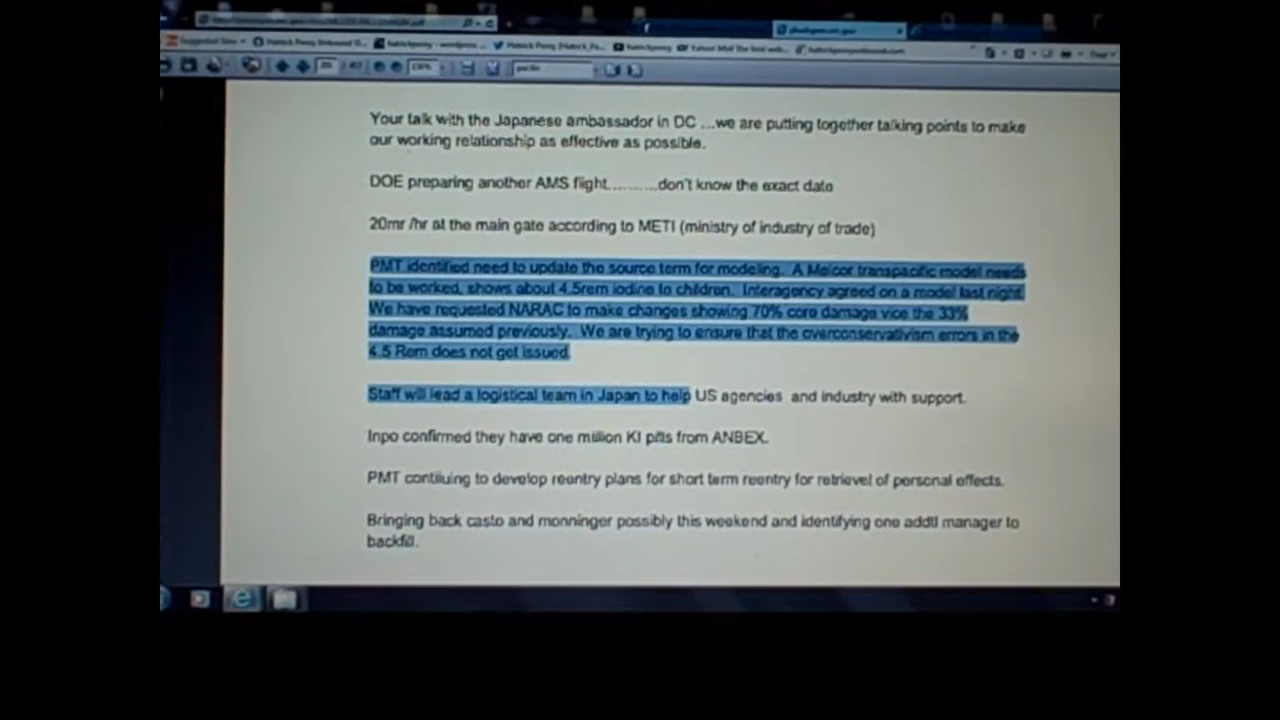 Your talk with the Japanese ambassador in DC ...we are putting together talking points to make
our working relationship as effective as possible.
DOE preparing another AMS flight..........don't know the exact date
20mr /hr at the main gate according to METI (ministry of industry of trade)
PMT identified need to update the source term for modeling. A Melcor transpacific model needs
to be worked, shows about 4.5rem iodine to children. Interagency agreed on a model last night.
We have requested NARAC to make changes showing 70% core damage vice the 33%
damage assumed previously. We are trying to ensure that the overconservativism errors in the
4.5 Rem does not get issued.
Staff will lead a logistical team in Japan to help US agencies and industry with support.
Inpo confirmed they have one million KI pills from ANBEX.
PMT contiluing to develop reentry plans for short term reentry for retrievel of personal effects.
Bringing back casto and monninger possibly this weekend and identifying one addtl manager to
backfill.